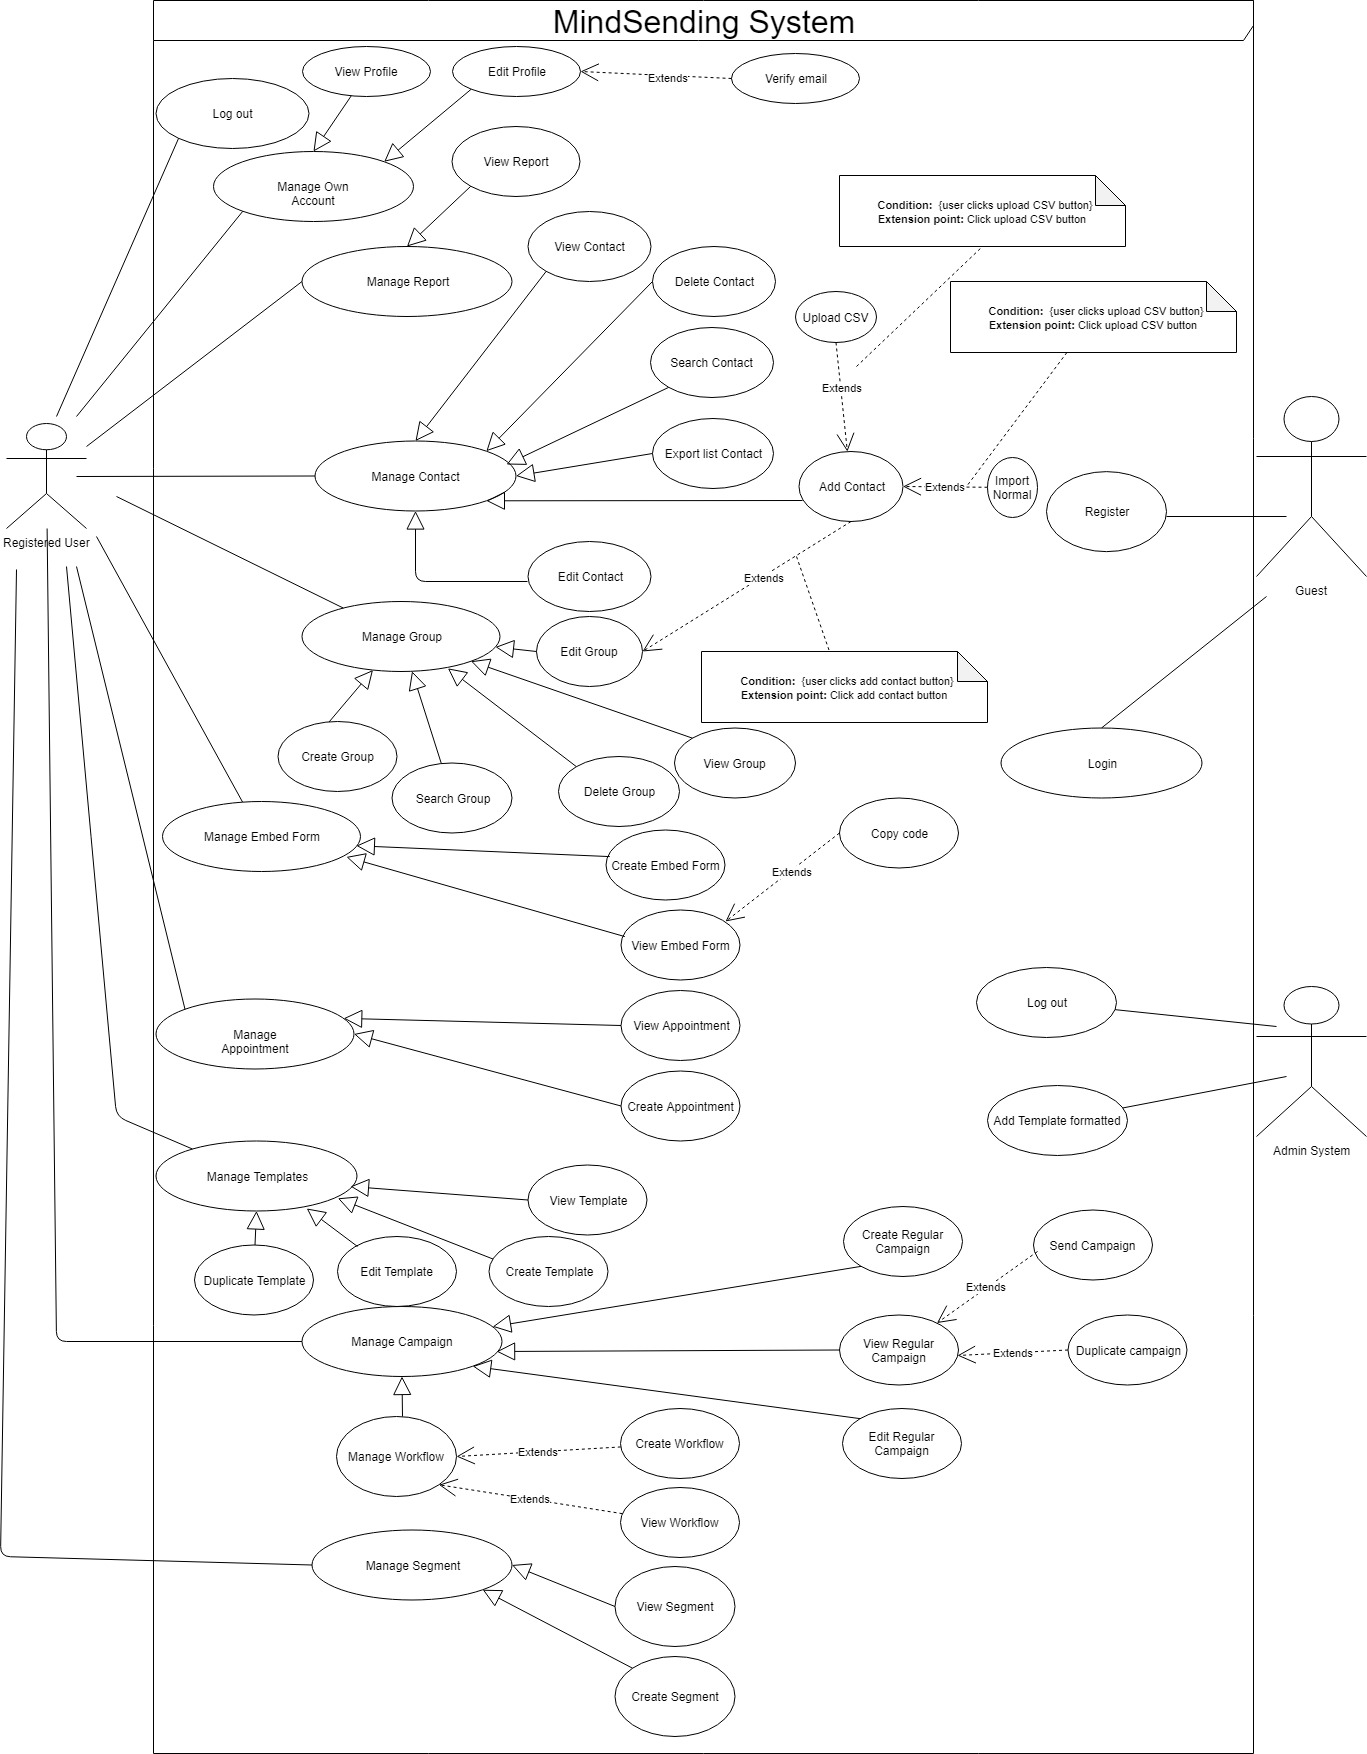 MindSending System
View Profile
Edit Profile
Extends
Verify email
Log out
View Report
Manage Own
Account
Condition:  {user clicks upload CSV button}
Extension point: Click upload CSV button
View Contact
Manage Report
Delete Contact
Upload CSV
Condition:  {user clicks upload CSV button}
Extension point: Click upload CSV button
Search Contact
Extends
Export list Contact
Manage Contact
Add Contact
Extends
Import
Normal
Register
Registered User
Edit Contact
Extends
Guest
Manage Group
Edit Group
Condition:  {user clicks add contact button}
Extension point: Click add contact button
Create Group
View Group
Login
Search Group
Delete Group
Manage Embed Form
Copy code
Create Embed Form
Extends
View Embed Form
Log out
Manage
Appointment
View Appointment
Create Appointment
Add Template formatted
Admin System
Manage Templates
View Template
Create Regular
Campaign
Send Campaign
Duplicate Template
Edit Template
Create Template
Extends
Manage Campaign
View Regular
Campaign
Extends
Duplicate campaign
Manage Workflow
Extends
Create Workflow
Edit Regular
Campaign
Extends
View Workflow
Manage Segment
View Segment
Create Segment